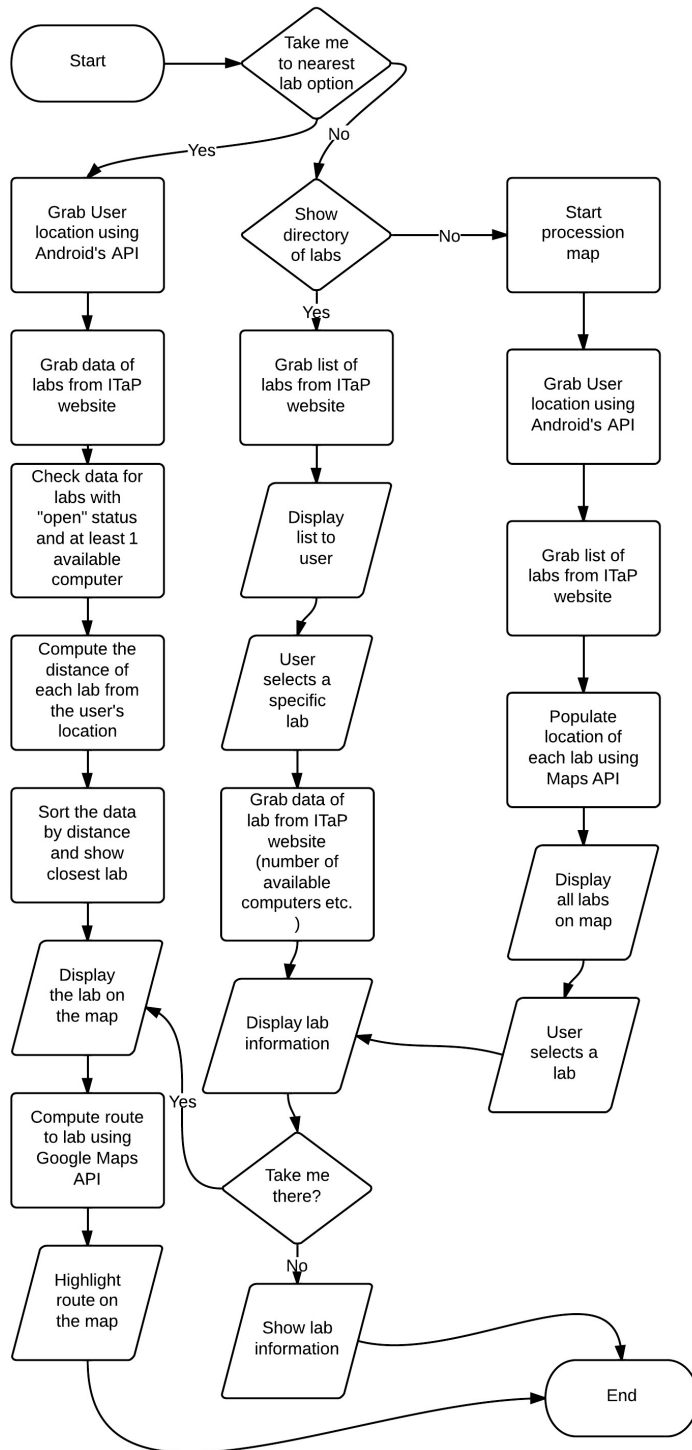 Start
Take me
to nearest
lab option
Yes
No
Grab User
location using
Android's API
Show
directory
of labs
No
Start
procession
map
Yes
Grab data of
labs from ITaP
website
Grab list of
labs from ITaP
website
Grab User
location using
Android's API
Check data for
labs with
"open" status
and at least 1
available
computer
Display
list to
user
Grab list of
labs from ITaP
website
Compute the
distance of
each lab from
the user's
location
User
selects a
specific
lab
Populate
location of
each lab using
Maps API
Sort the data
by distance
and show
closest lab
Grab data of
lab from ITaP
website
(number of
available
computers etc.
)
Display
all labs
on map
Display
the lab on
the map
Display lab
information
User
selects a
lab
Yes
Compute route
to lab using
Google Maps
API
Take me
there?
No
Highlight
route on
the map
Show lab
information
End